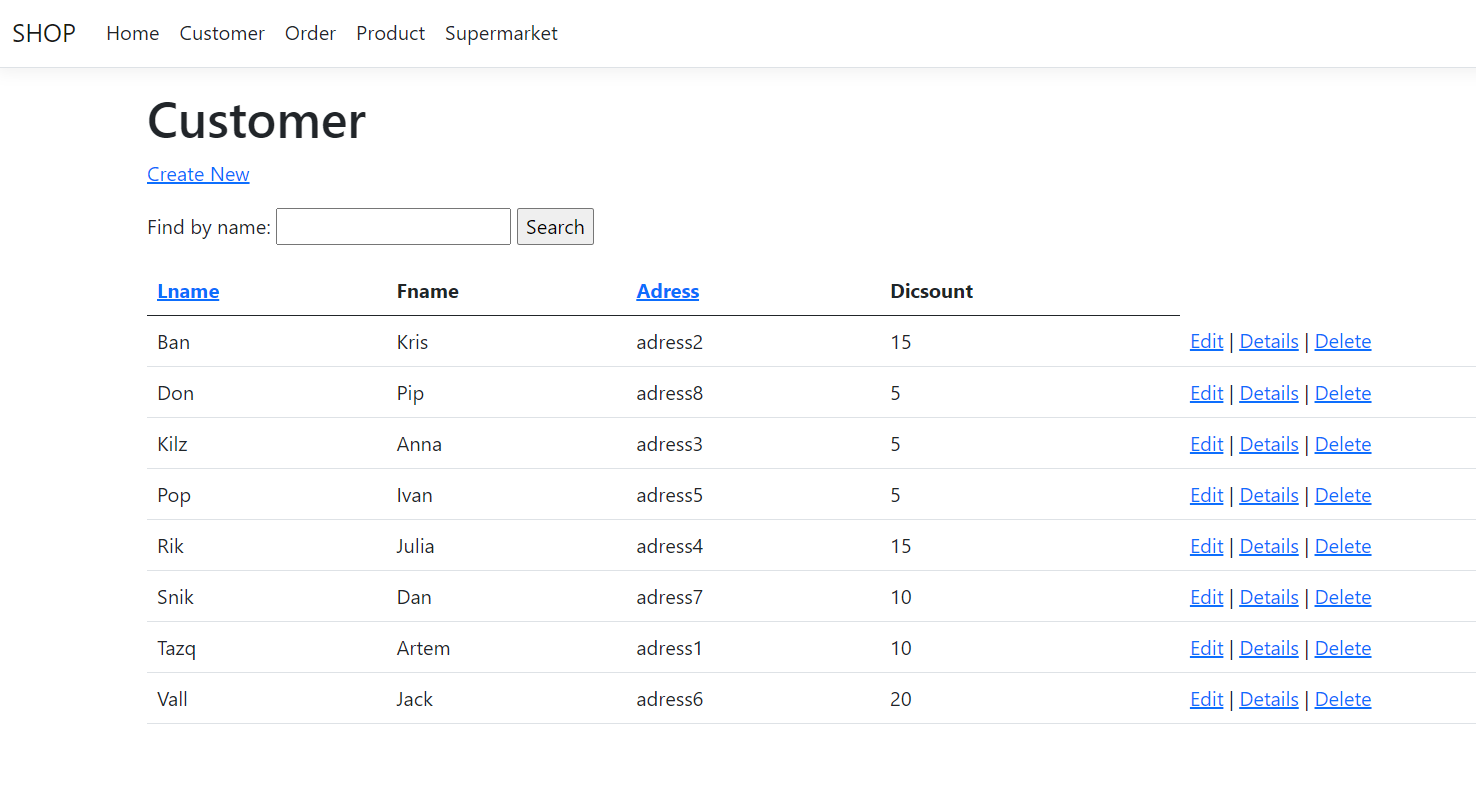 SHOP Home Customer Order Product Supermarket
Customer
Create New
Find by name: Search
Lname Fname Adress Dicsount
Ban Kris adress2 15 Edit | Details | Delete
Don Pip adress8 5 Edit | Details | Delete
Kilz Anna adress3 5 Edit | Details | Delete
Pop Ivan adress5 5 Edit | Details | Delete
Rik Julia adress4 15 Edit | Details | Delete
Snik Dan adress7 10 Edit | Details | Delete
Tazq Artem adress1 10 Edit | Details | Delete
Vall Jack adress6 20 Edit | Details | Delete